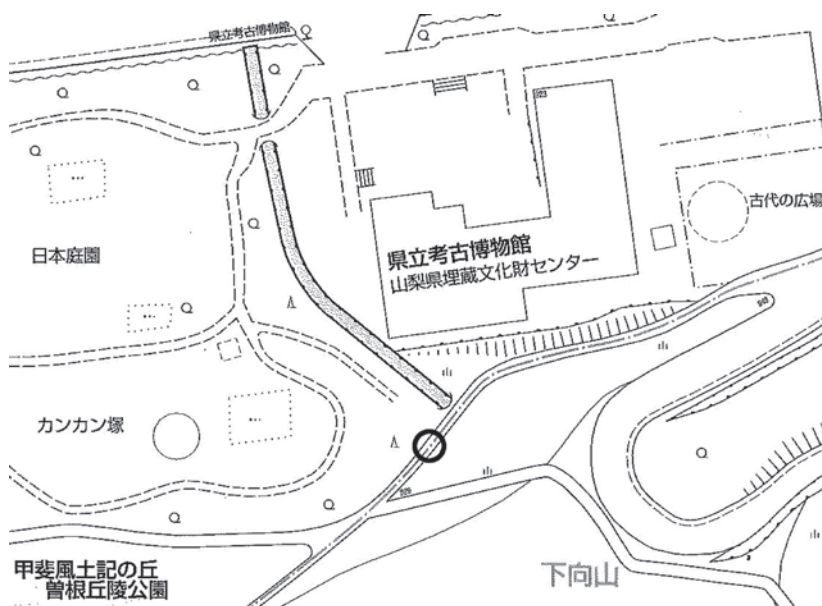 県立考古博物館
日本庭園
県立考古博物館
山梨県埋蔵文化財センター
古代の広場
カンカン塚
甲斐風土記の丘
曽根丘陵公園
下向山